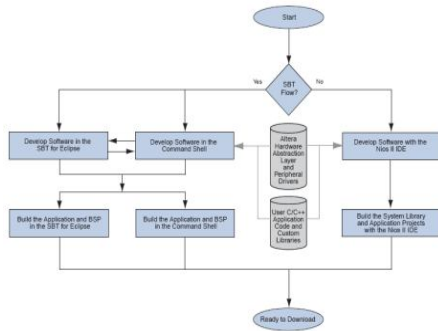 Start
Yes
No
SBT
Flow?
Develop Software in the
SBT for Eclipse
Develop Software in the
Command Shell
Altera
Hardware
Abstraction
Layer
and
Peripheral
Drivers
Develop Software with the
Nios II IDE
User C/C++
Application
Code and
Custom
Libraries
Build the Application and BSP
in the SBT for Eclipse
Build the Application and BSP
in the Command Shell
Build the System Library
and Application Projects
with the Nios II IDE
Ready to Download